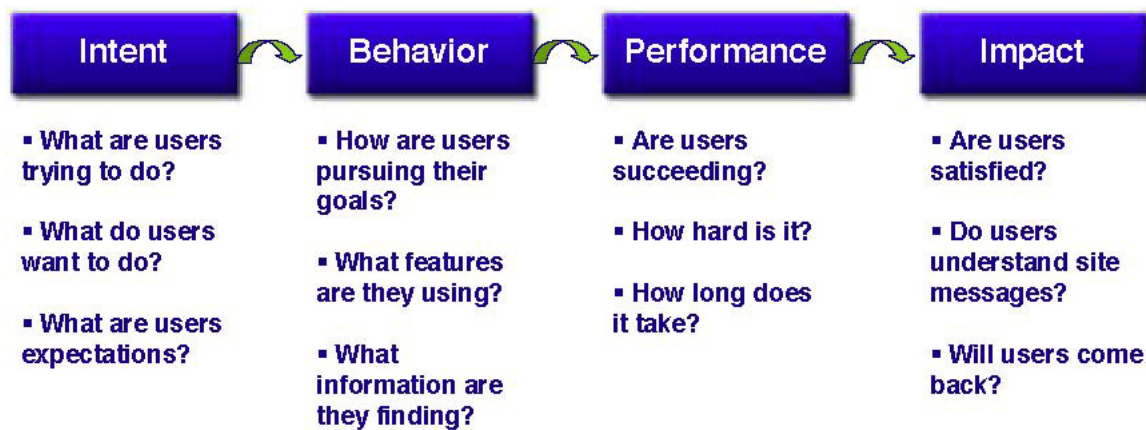 Intent
▪ What are users
trying to do?
▪ What do users
want to do?
▪ What are users
expectations?
Behavior
▪ How are users
pursuing their
goals?
▪ What features
are they using?
▪ What
information are
they finding?
Performance
▪ Are users
succeeding?
▪ How hard is it?
▪ How long does
it take?
Impact
▪ Are users
satisfied?
▪ Do users
understand site
messages?
▪ Will users come
back?